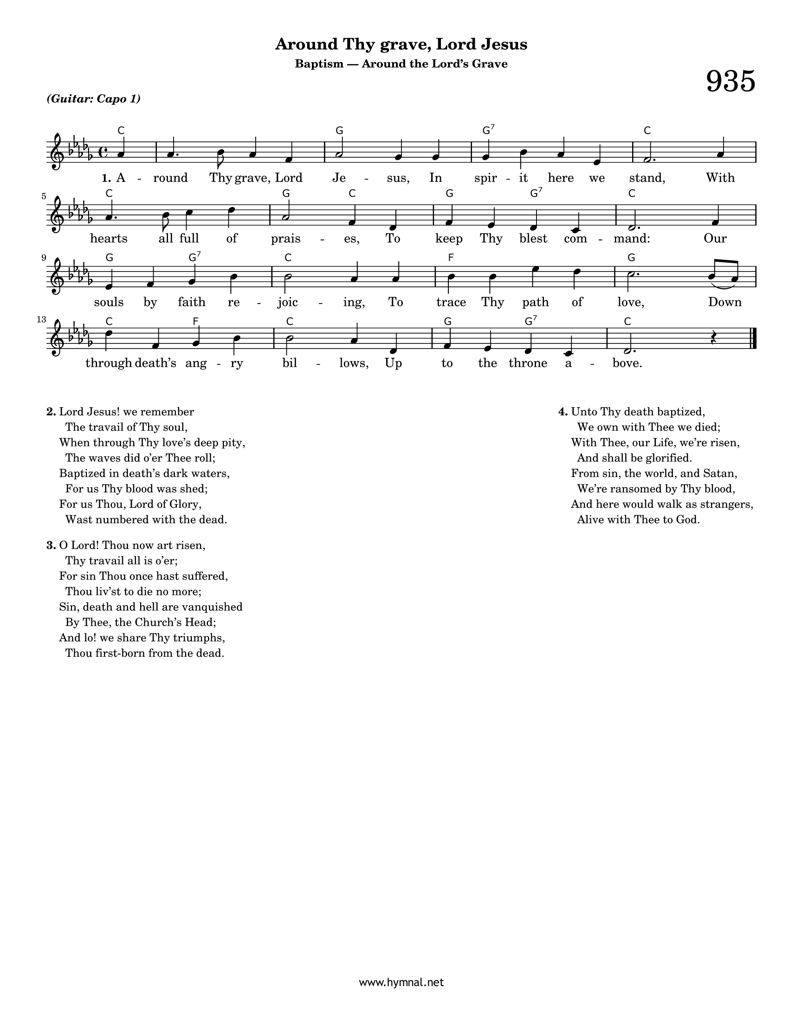 Around Thy grave, Lord Jesus
Baptism — Around the Lord's Grave
935
(Guitar: Capo 1)
C G G7 C
1. A - round Thy grave, Lord Je - sus, In spir - it here we stand, With
5 C G C G G7 C
hearts all full of prais - es, To keep Thy blest com - mand: Our
9 G G7 C F G
souls by faith re - joic - ing, To trace Thy path of love, Down
13 C F C G G7 C
through death's ang - ry bil - lows, Up to the throne a - bove.
2. Lord Jesus! we remember
The travail of Thy soul,
When through Thy love's deep pity,
The waves did o'er Thee roll;
Baptized in death's dark waters,
For us Thy blood was shed;
For us Thou, Lord of Glory,
Wast numbered with the dead.
3. O Lord! Thou now art risen,
Thy travail all is o'er;
For sin Thou once hast suffered,
Thou liv'st to die no more;
Sin, death and hell are vanquished
By Thee, the Church's Head;
And lo! we share Thy triumphs,
Thou first-born from the dead.
4. Unto Thy death baptized,
We own with Thee we died;
With Thee, our Life, we're risen,
And shall be glorified.
From sin, the world, and Satan,
We're ransomed by Thy blood,
And here would walk as strangers,
Alive with Thee to God.
www.hymnal.net